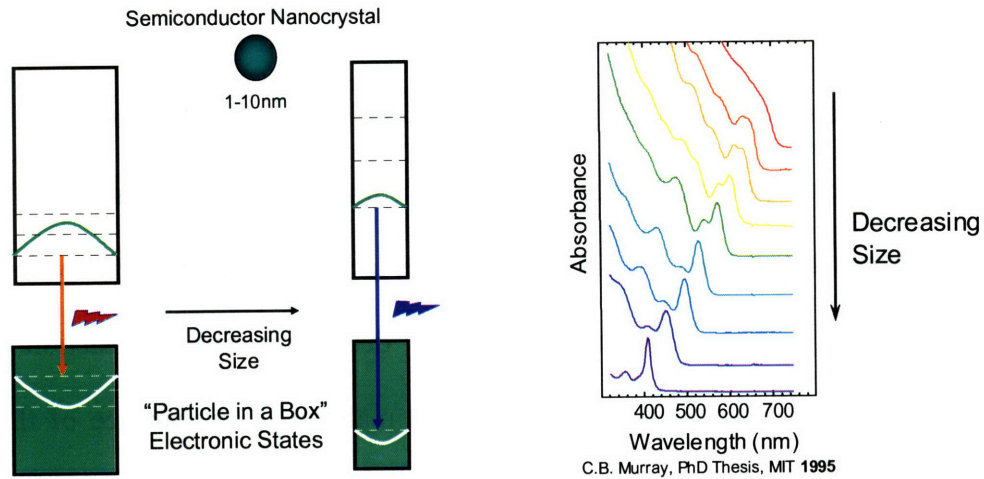 Semiconductor Nanocrystal
1-10nm
Decreasing
Size
“Particle in a Box”
Electronic States
Absorbance
Decreasing
Size
400 500 600 700
Wavelength (nm)
C.B. Murray, PhD Thesis, MIT 1995